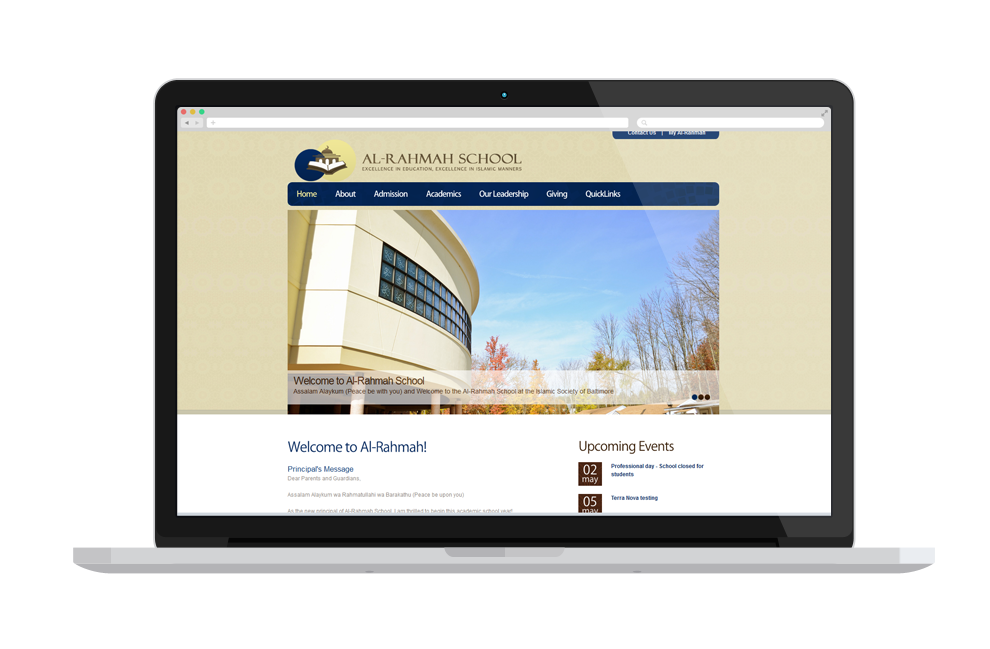 Contact Us | My Al-Rahmah
AL-RAHMAH SCHOOL
EXCELLENCE IN EDUCATION, EXCELLENCE IN ISLAMIC MANNERS
Home About Admission Academics Our Leadership Giving QuickLinks
Welcome to Al-Rahmah School
Assalam Alaykum (Peace be with you) and Welcome to the Al-Rahmah School at the Islamic Society of Baltimore
Welcome to Al-Rahmah!
Principal's Message
Dear Parents and Guardians,
Assalam Alaykum wa Rahmatullahi wa Barakathu (Peace be upon you)
As the new principal of Al-Rahmah School, I am thrilled to begin this academic school year!
Upcoming Events
02
may
Professional day - School closed for
students
05
may
Terra Nova testing